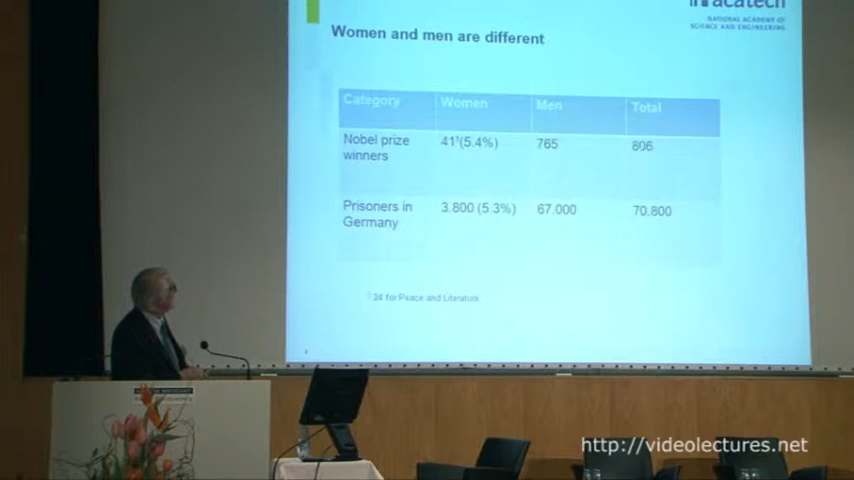 acatech
NATIONAL ACADEMY OF
SCIENCE AND ENGINEERING
Women and men are different
Category Women Men Total
Nobel prize winners 41¹(5.4%) 765 806
Prisoners in Germany 3.800 (5.3%) 67.000 70.800
24 for Peace and Literature
http://videolectures.net